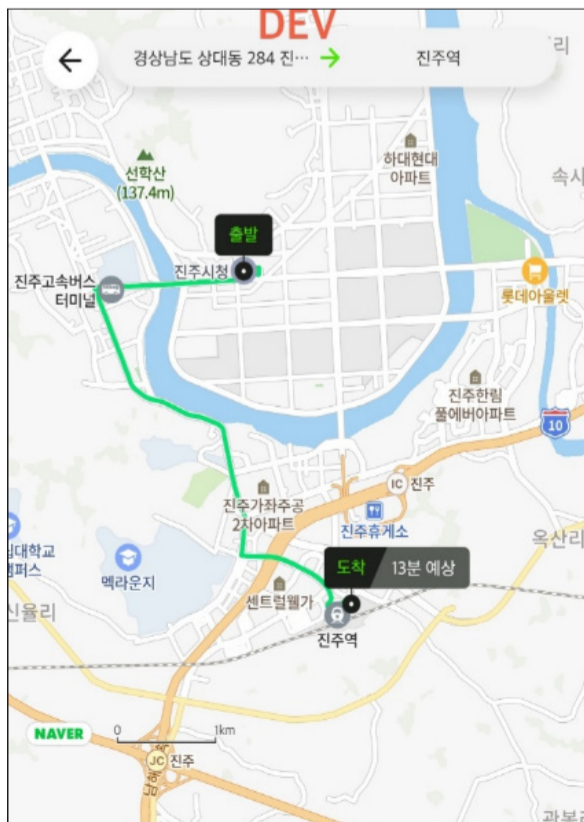 DEV
경상남도 상대동 284 진… → 진주역
하대현대
아파트
선학산
(137.4m)
속사
출발
진주시청
진주고속버스
터미널
롯데아울렛
진주한림
풀에버아파트
10
IC 진주
진주가좌주공
2차아파트
진주휴게소
옥산리
대학교
캠퍼스
멕라운지
도착 13분 예상
신율리
센트럴웰가
진주역
NAVER
0 1km
JC 진주
남해
관봉